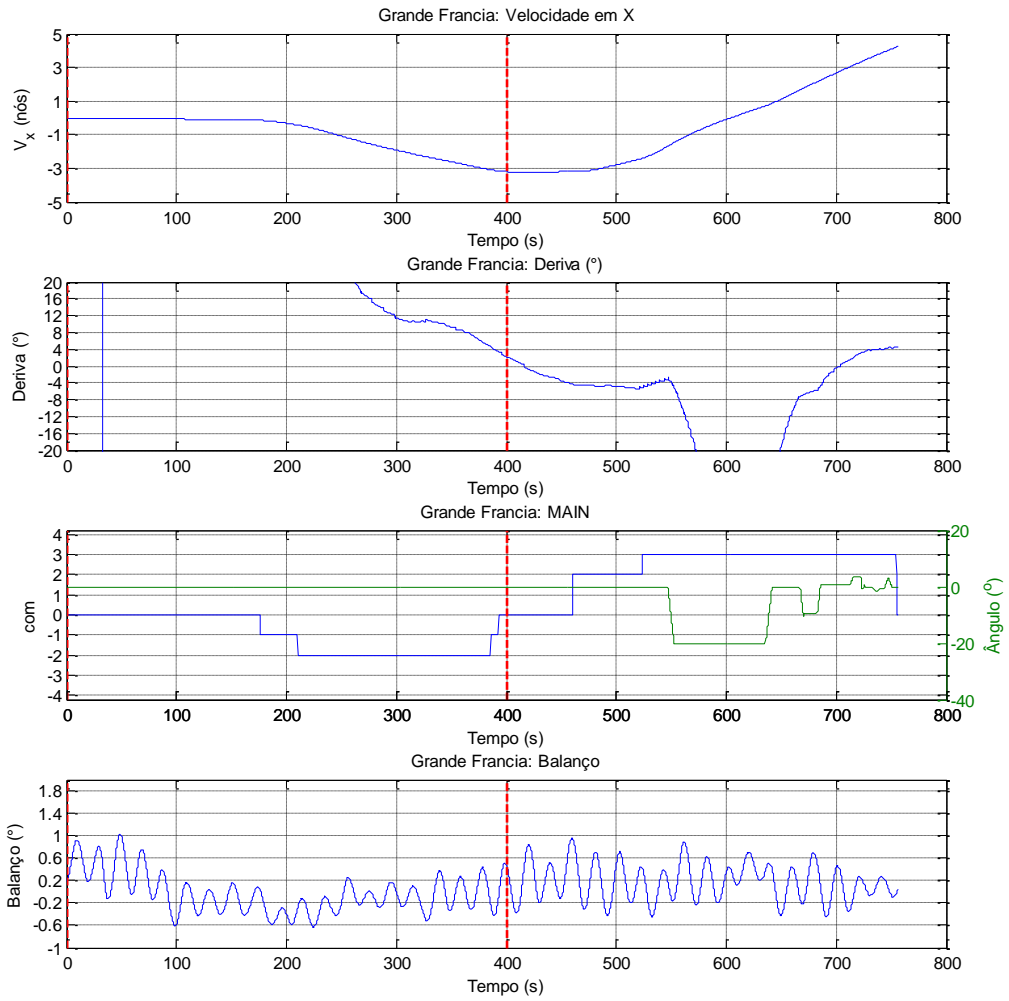 Grande Francia: Velocidade em X
5
3
1
-1
-3
-5
Vx (nós)
0 100 200 300 400 500 600 700 800
Tempo (s)
Grande Francia: Deriva (°)
20
16
12
8
4
0
-4
-8
-12
-16
-20
Deriva (°)
0 100 200 300 400 500 600 700 800
Tempo (s)
Grande Francia: MAIN
4
3
2
1
0
-1
-2
-3
-4
com
20
0
-20
-40
Ângulo (º)
0 100 200 300 400 500 600 700 800
Tempo (s)
Grande Francia: Balanço
1.8
1.4
1
0.6
0.2
-0.2
-0.6
-1
Balanço (°)
0 100 200 300 400 500 600 700 800
Tempo (s)